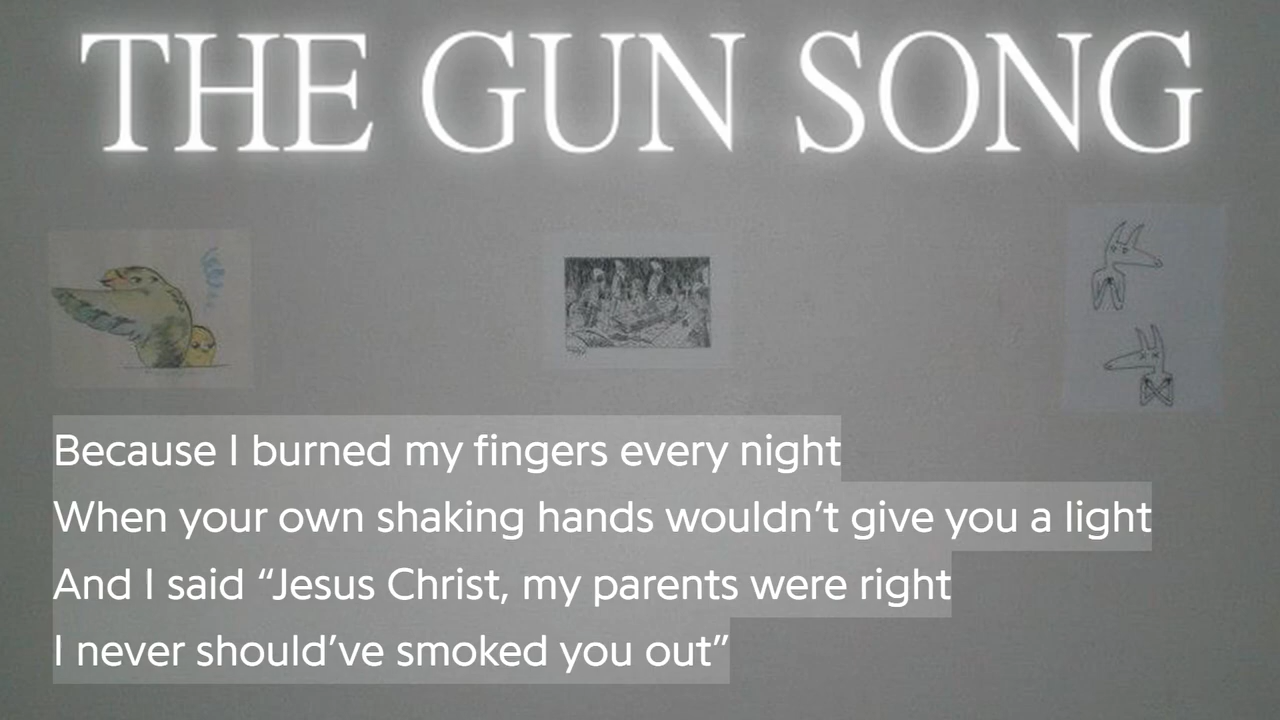 THE GUN SONG
Because I burned my fingers every night
When your own shaking hands wouldn’t give you a light
And I said “Jesus Christ, my parents were right
I never should’ve smoked you out”